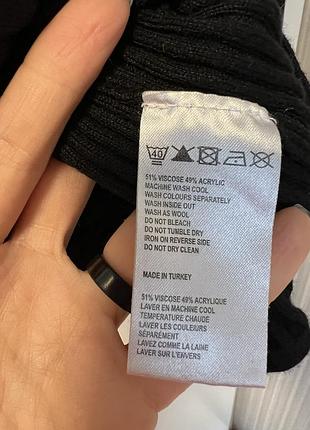 40
51% VISCOSE 49% ACRYLIC
MACHINE WASH COOL
WASH COLOURS SEPARATELY
WASH INSIDE OUT
WASH AS WOOL
DO NOT BLEACH
DO NOT TUMBLE DRY
IRON ON REVERSE SIDE
DO NOT DRY CLEAN
MADE IN TURKEY
51% VISCOSE 49% ACRYLIQUE
LAVER EN MACHINE COOL
TEMPERATURE CHAUDE
LAVER LES COULEURS
SÉPARÉMENT
LAVEZ COMME LA LAINE
LAVER SUR L'ENVERS